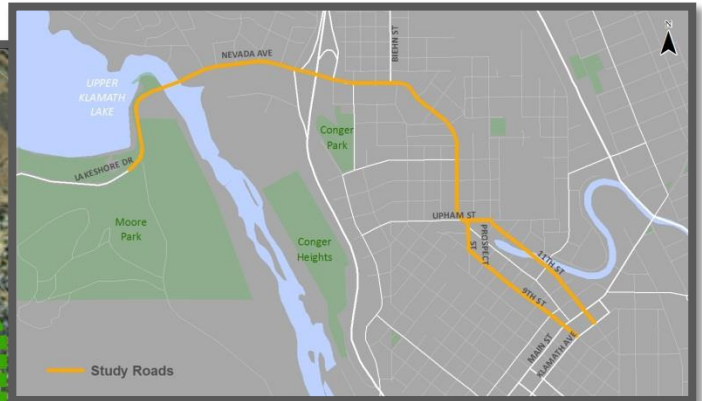 NEVADA AVE
BIEHN ST
N
UPPER
KLAMATH
LAKE
Conger
Park
LAKESHORE DR
Moore
Park
Conger
Heights
UPHAM ST
PROSPECT
ST
11TH ST
9TH ST
MAIN ST
KLAMATH AVE
Study Roads